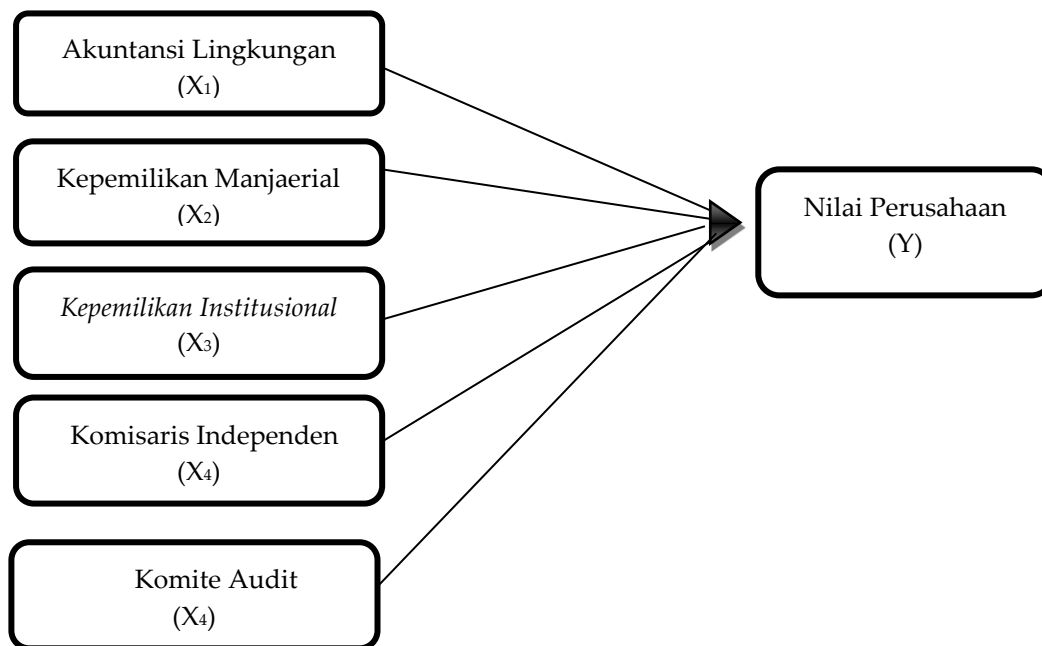 Akuntansi Lingkungan
(X1)
Kepemilikan Manjaerial
(X2)
Kepemilikan Institusional
(X3)
Komisaris Independen
(X4)
Komite Audit
(X4)
Nilai Perusahaan
(Y)